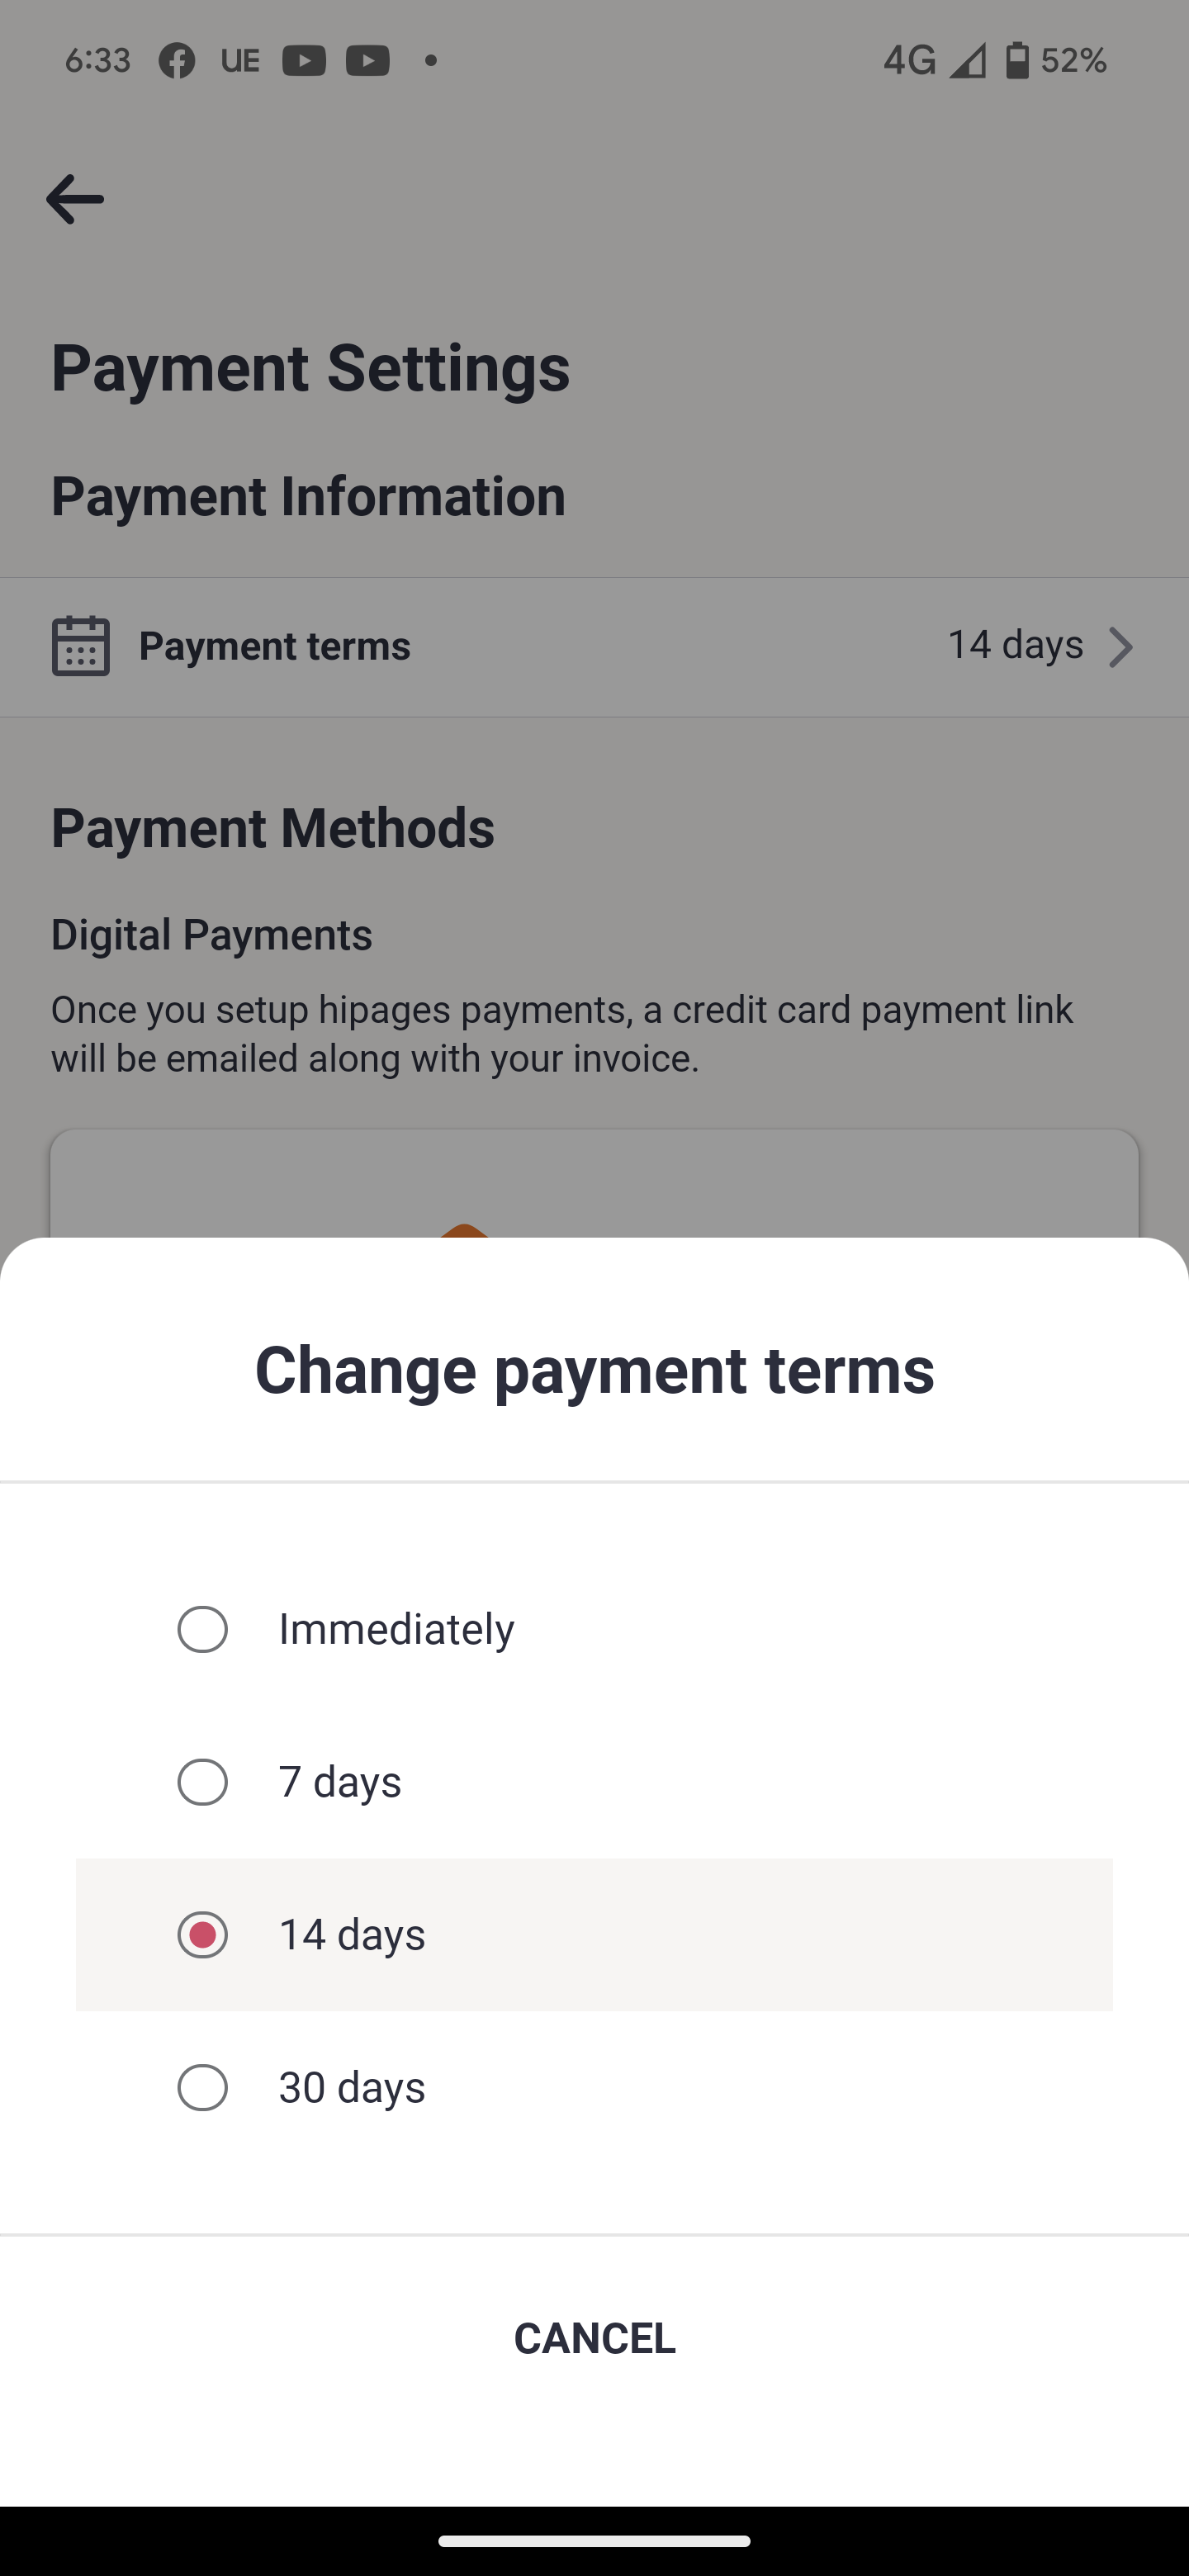 6:33 UE 4G 52%
Payment Settings
Payment Information
Payment terms 14 days
Payment Methods
Digital Payments
Once you setup hipages payments, a credit card payment link
will be emailed along with your invoice.
Change payment terms
Immediately
7 days
14 days
30 days
CANCEL